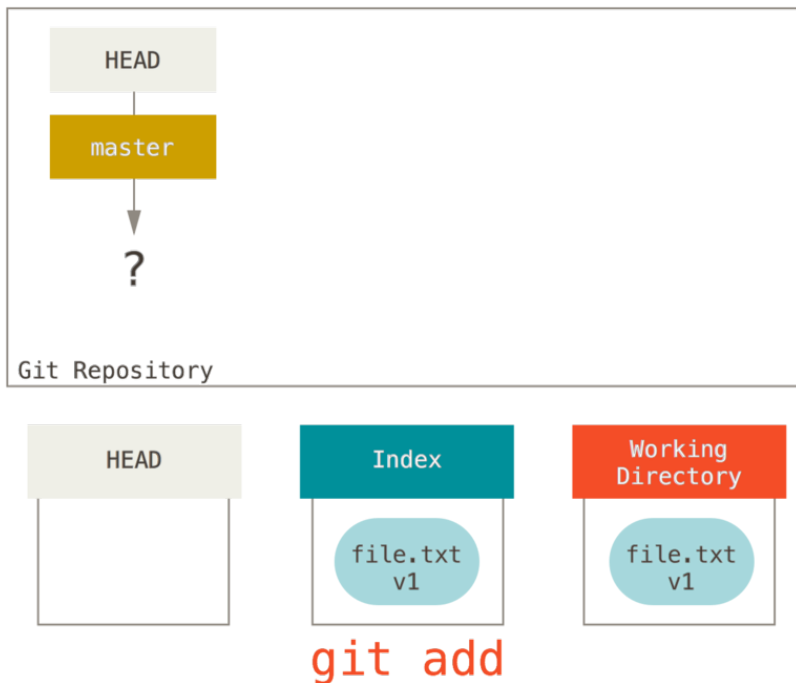 HEAD
master
?
Git Repository
HEAD
Index
Working
Directory
file.txt
v1
file.txt
v1
git add